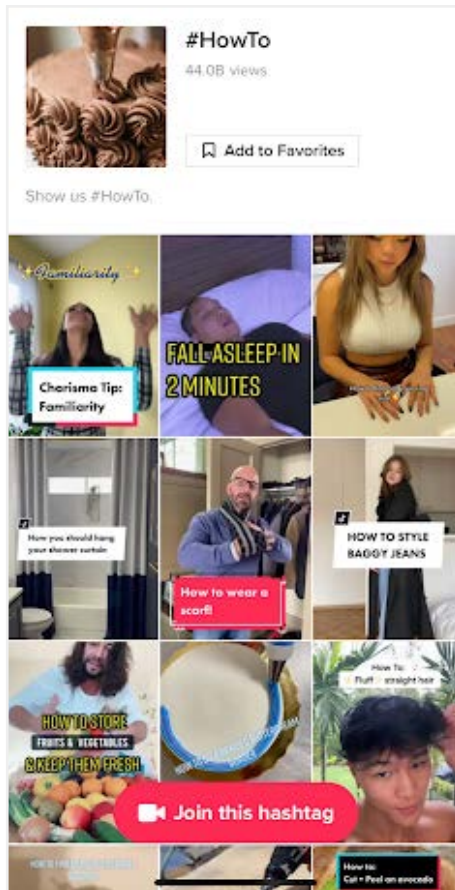 #HowTo
44.0B views
Add to Favorites
Show us #HowTo.
Familiarity
Charisma Tip:
Familiarity
FALL ASLEEP IN
2 MINUTES
How you should hang
your shower curtain
How to wear a
scarf!
HOW TO STYLE
BAGGY JEANS
HOW TO STORE
FRUITS & VEGETABLES
& KEEP THEM FRESH
How To:
Fluff straight hair
Join this hashtag
How to:
Cut + Peel an avocado